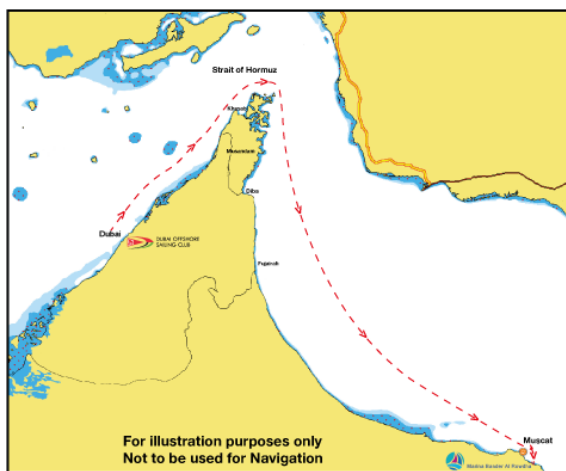 Strait of Hormuz
Khasab
Musandam
Diba
Dubai
DUBAI OFFSHORE
SAILING CLUB
Fujairah
Muscat
For illustration purposes only
Not to be used for Navigation
Marina Bandar Al Rowdha